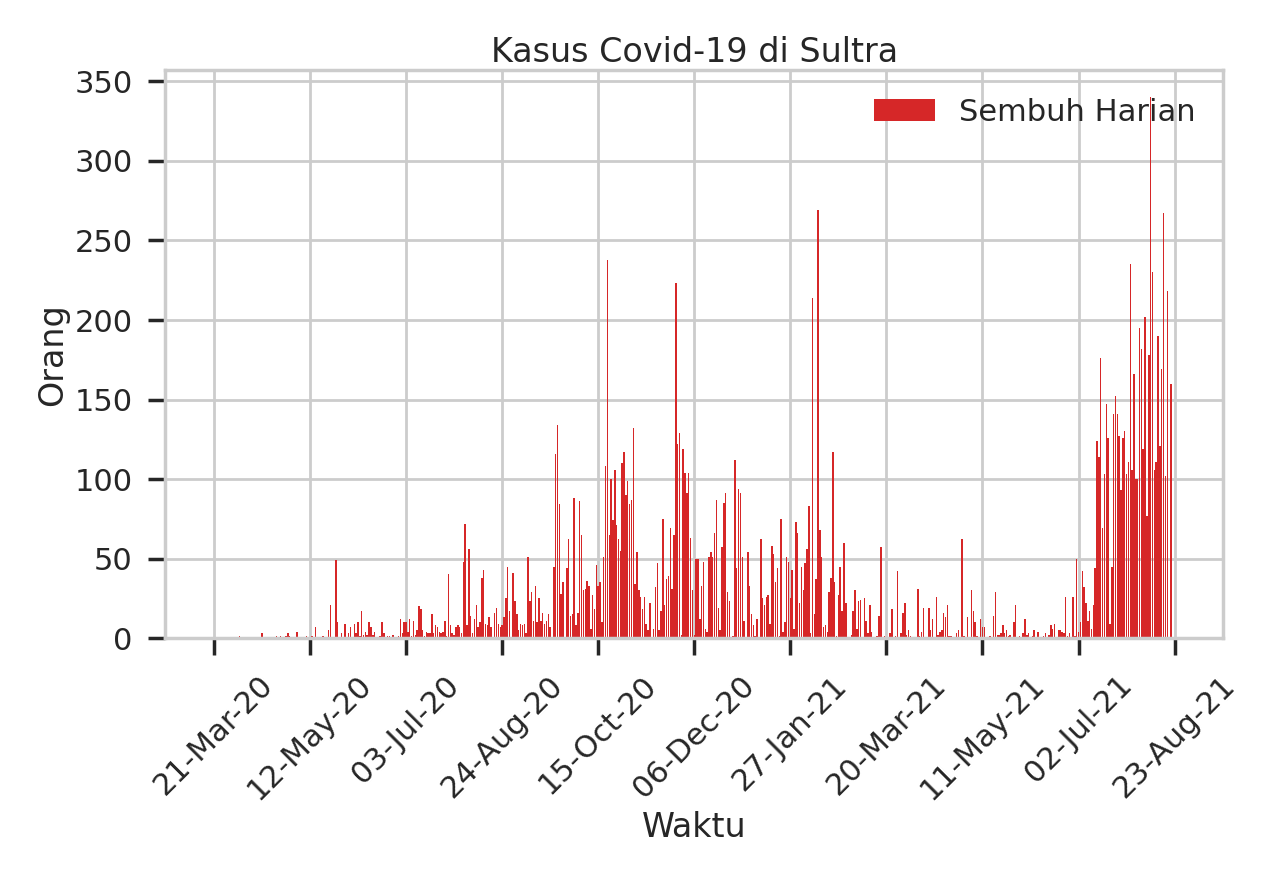 Kasus Covid-19 di Sultra
Sembuh Harian
350
300
250
200
150
100
50
0
Orang
21-Mar-20
12-May-20
03-Jul-20
24-Aug-20
15-Oct-20
06-Dec-20
27-Jan-21
20-Mar-21
11-May-21
02-Jul-21
23-Aug-21
Waktu